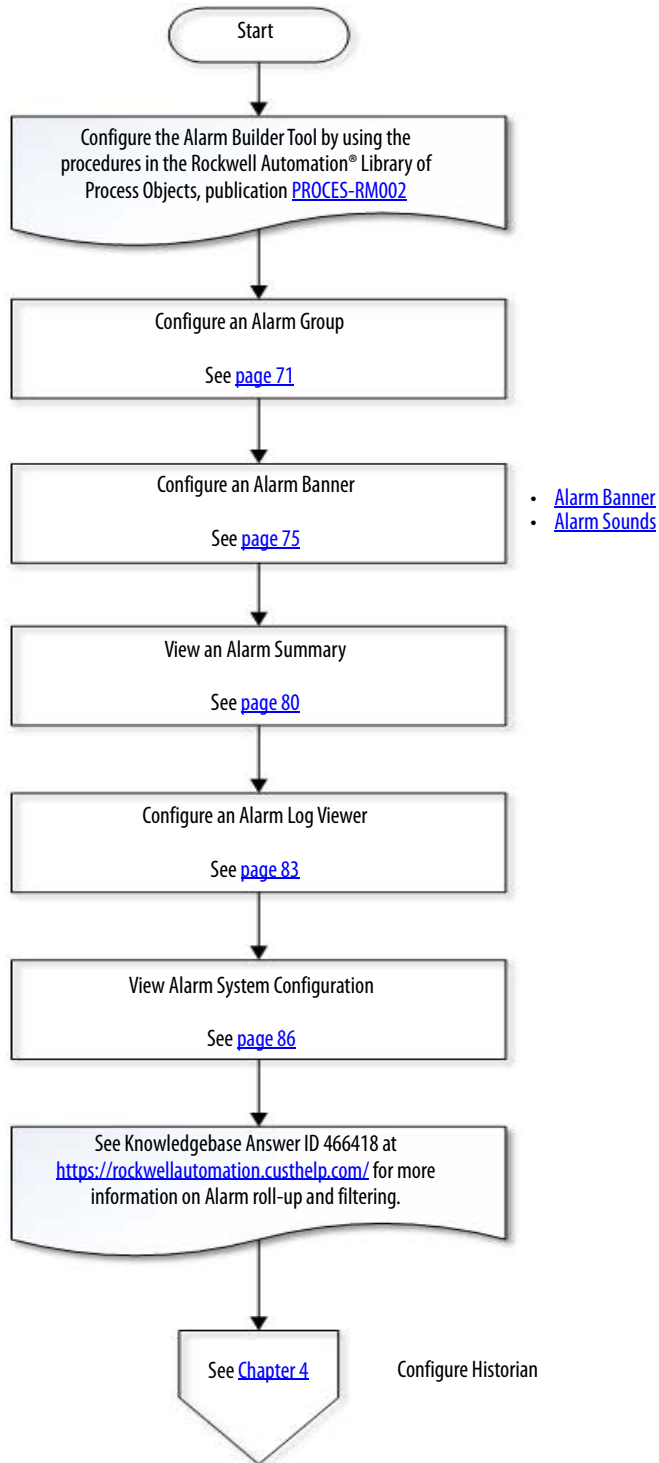 Start
Configure the Alarm Builder Tool by using the
procedures in the Rockwell Automation® Library of
Process Objects, publication PROCES-RM002
Configure an Alarm Group
See page 71
Configure an Alarm Banner
See page 75
• Alarm Banner
• Alarm Sounds
View an Alarm Summary
See page 80
Configure an Alarm Log Viewer
See page 83
View Alarm System Configuration
See page 86
See Knowledgebase Answer ID 466418 at
https://rockwellautomation.custhelp.com/ for more
information on Alarm roll-up and filtering.
See Chapter 4
Configure Historian